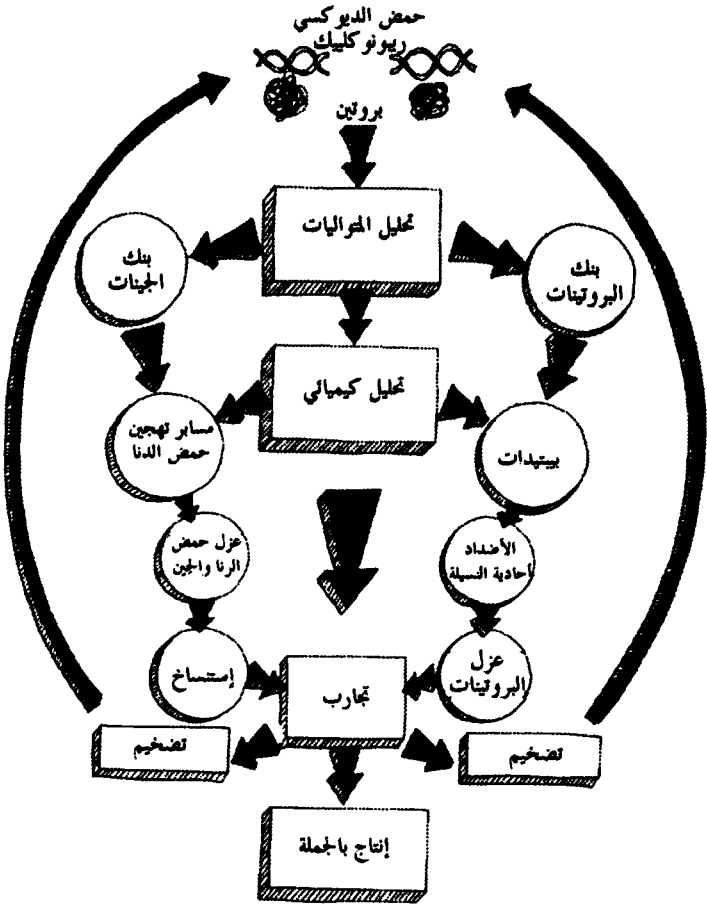 حمض الديوكسي
ريبونوكلييك
بروتين
تحليل المتواليات
بنك
الجينات
بنك
البروتينات
تحليل كيميائي
مسابر تهجين
حمض الدنا
بيبتيدات
عزل حمض
الرنا والجين
الأضداد
أحادية النسيلة
إستنساخ
تجارب
عزل
البروتينات
تضخيم
تضخيم
إنتاج بالجملة